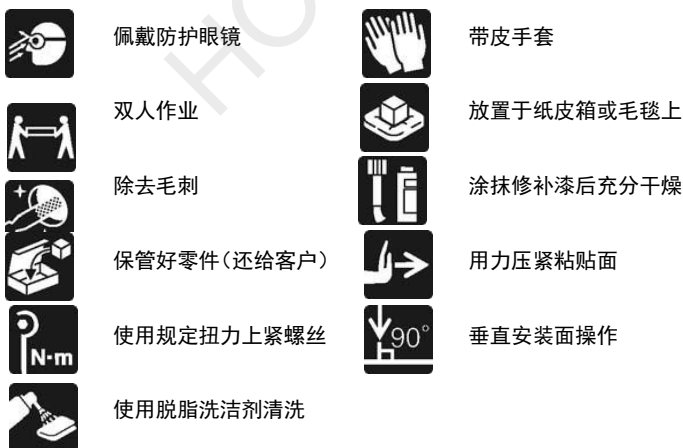 佩戴防护眼镜
带皮手套
双人作业
放置于纸皮箱或毛毯上
除去毛刺
涂抹修补漆后充分干燥
保管好零件(还给客户)
用力压紧粘贴面
N·m
使用规定扭力上紧螺丝
90°
垂直安装面操作
使用脱脂洗洁剂清洗
HO